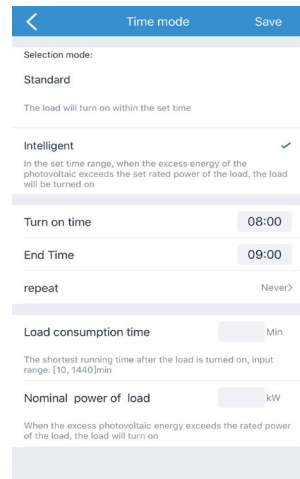 Time mode Save
Selection mode:
Standard
The load will turn on within the set time
Intelligent
In the set time range, when the excess energy of the
photovoltaic exceeds the set rated power of the load, the load
will be turned on
Turn on time 08:00
End Time 09:00
repeat Never>
Load consumption time Min
The shortest running time after the load is turned on, input
range: [10, 1440]min
Nominal power of load kW
When the excess photovoltaic energy exceeds the rated power
of the load, the load will turn on